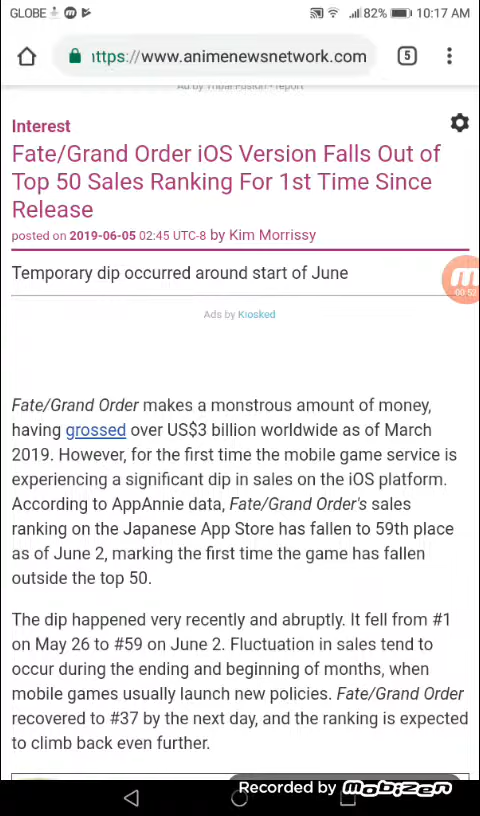 GLOBE 82% 10:17 AM
https://www.animenewsnetwork.com 5
Ad by Tribal Fusion • report
Interest
Fate/Grand Order iOS Version Falls Out of
Top 50 Sales Ranking For 1st Time Since
Release
posted on 2019-06-05 02:45 UTC-8 by Kim Morrissy
Temporary dip occurred around start of June
00:53
Ads by Kiosked
Fate/Grand Order makes a monstrous amount of money,
having grossed over US$3 billion worldwide as of March
2019. However, for the first time the mobile game service is
experiencing a significant dip in sales on the iOS platform.
According to AppAnnie data, Fate/Grand Order's sales
ranking on the Japanese App Store has fallen to 59th place
as of June 2, marking the first time the game has fallen
outside the top 50.
The dip happened very recently and abruptly. It fell from #1
on May 26 to #59 on June 2. Fluctuation in sales tend to
occur during the ending and beginning of months, when
mobile games usually launch new policies. Fate/Grand Order
recovered to #37 by the next day, and the ranking is expected
to climb back even further.
Recorded by mobizen